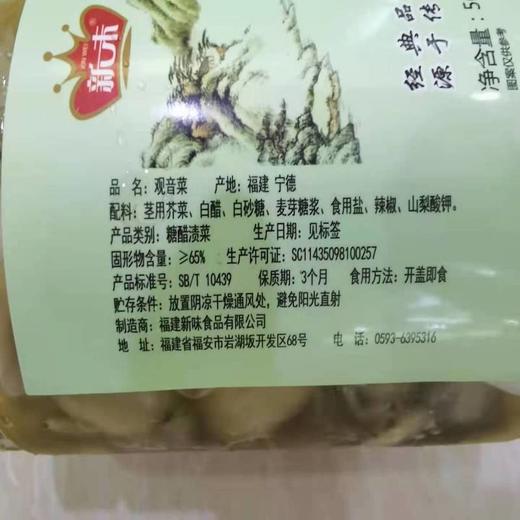 新味
经典品
源于传
净含量：5
图案仅供参考
品 名：观音菜 产地：福建 宁德
配料：茎用芥菜、白醋、白砂糖、麦芽糖浆、食用盐、辣椒、山梨酸钾。
产品类别：糖醋渍菜 生产日期：见标签
固形物含量：≥65% 生产许可证：SC11435098100257
产品标准号：SB/T 10439 保质期：3个月 食用方法：开盖即食
贮存条件：放置阴凉干燥通风处，避免阳光直射
制造商：福建新味食品有限公司
地 址：福建省福安市岩湖坂开发区68号 电 话：0593-6395316